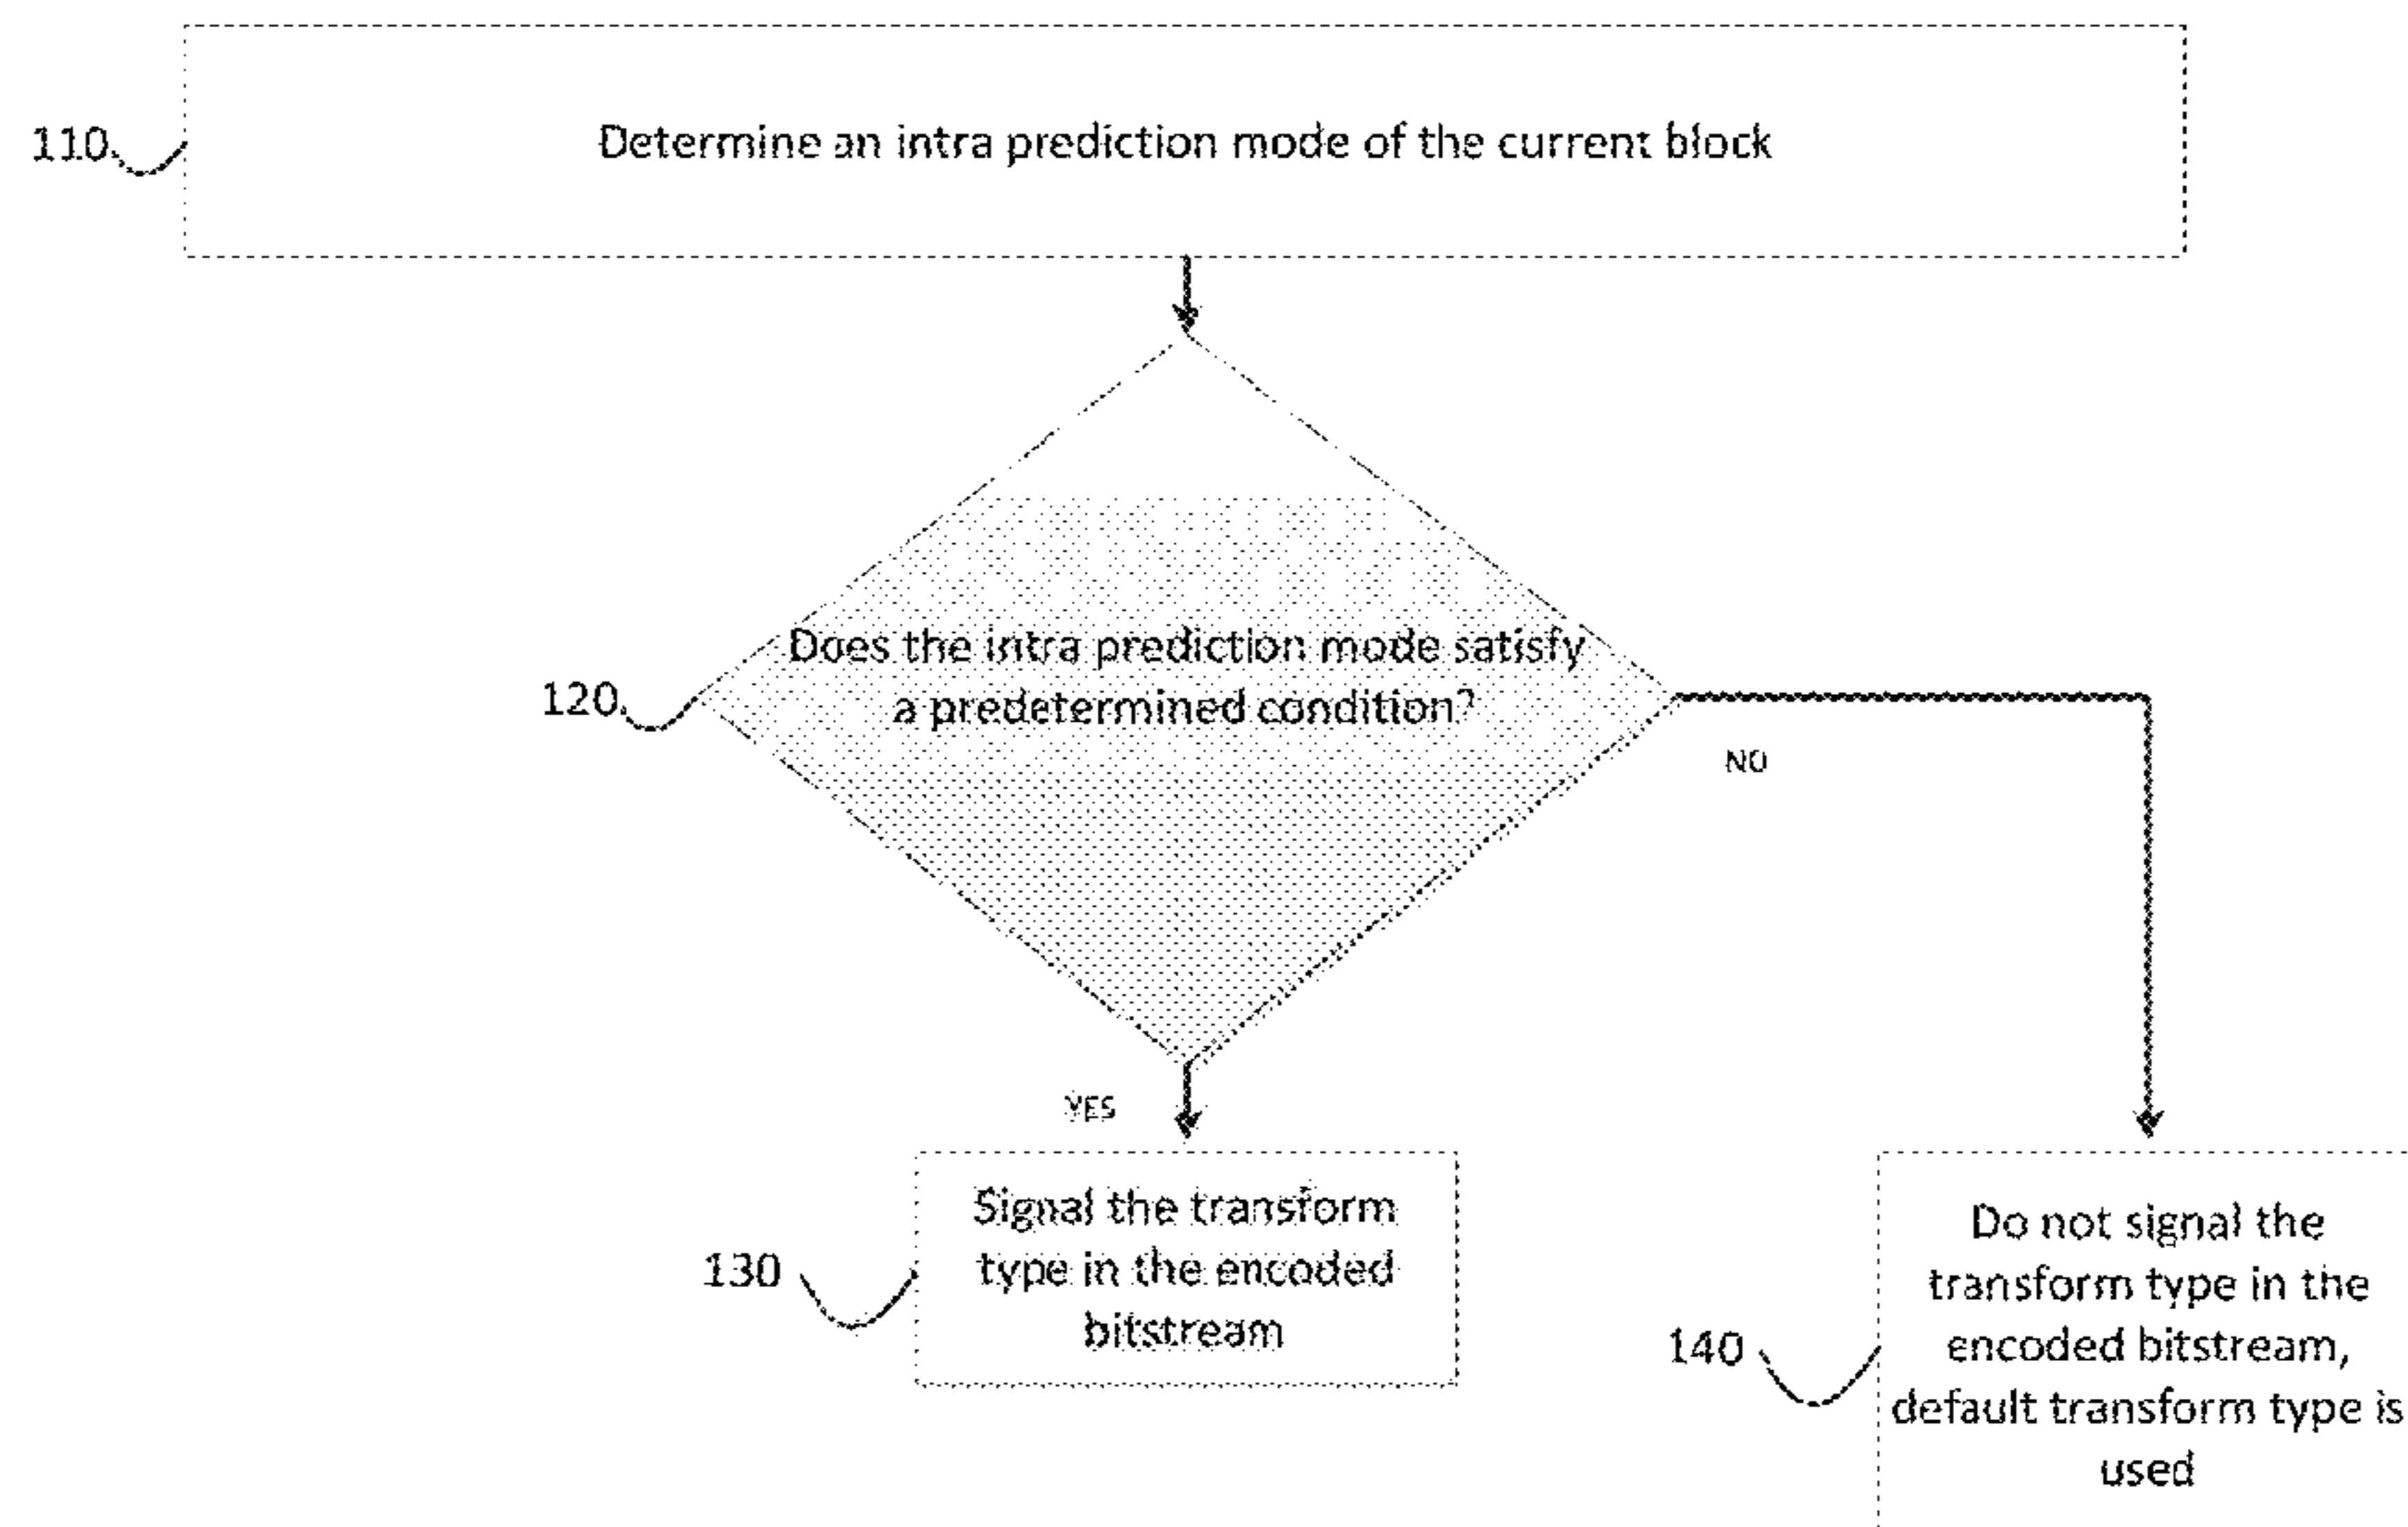 110
Determine an intra prediction mode of the current block
120
Does the intra prediction mode satisfy
a predetermined condition?
NO
YES
130
Signal the transform
type in the encoded
bitstream
140
Do not signal the
transform type in the
encoded bitstream,
default transform type is
used